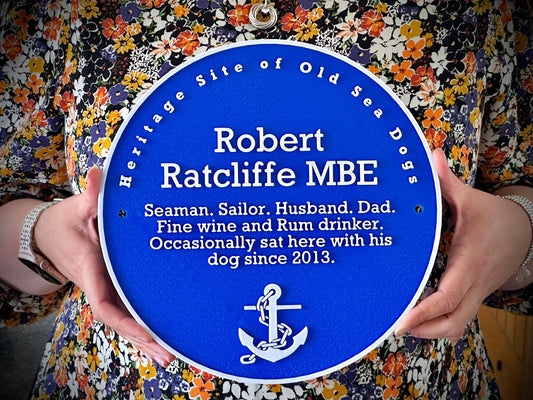 Heritage Site of Old Sea Dogs
Robert
Ratcliffe MBE
Seaman. Sailor. Husband. Dad.
Fine wine and Rum drinker.
Occasionally sat here with his
dog since 2013.